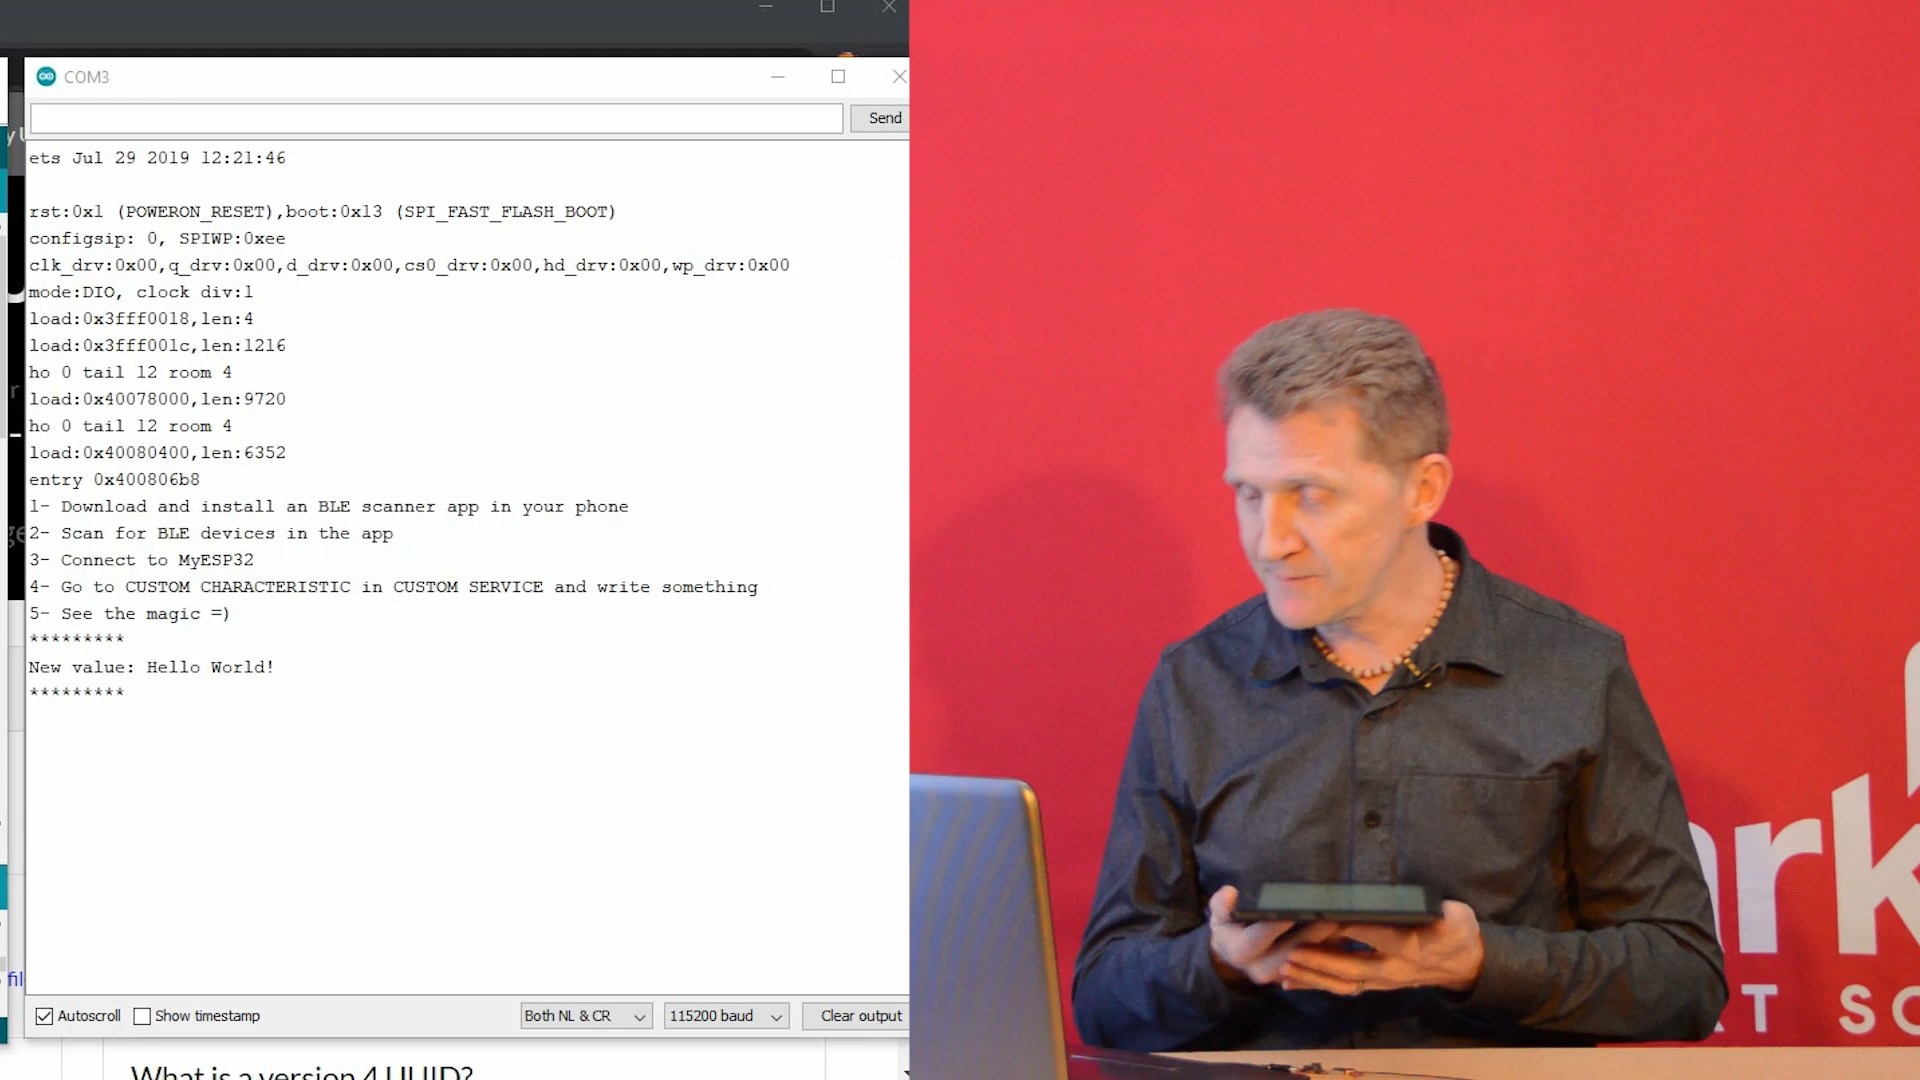 COM3
Send
ets Jul 29 2019 12:21:46
rst:0x1 (POWERON_RESET),boot:0x13 (SPI_FAST_FLASH_BOOT)
configsip: 0, SPIWP:0xee
clk_drv:0x00,q_drv:0x00,d_drv:0x00,cs0_drv:0x00,hd_drv:0x00,wp_drv:0x00
mode:DIO, clock div:1
load:0x3fff0018,len:4
load:0x3fff001c,len:1216
ho 0 tail 12 room 4
load:0x40078000,len:9720
ho 0 tail 12 room 4
load:0x40080400,len:6352
entry 0x400806b8
1- Download and install an BLE scanner app in your phone
2- Scan for BLE devices in the app
3- Connect to MyESP32
4- Go to CUSTOM CHARACTERISTIC in CUSTOM SERVICE and write something
5- See the magic =)
*********
New value: Hello World!
*********
Autoscroll
Show timestamp
Both NL & CR
115200 baud
Clear output
What is a version 4 UUID?
ark
T SO